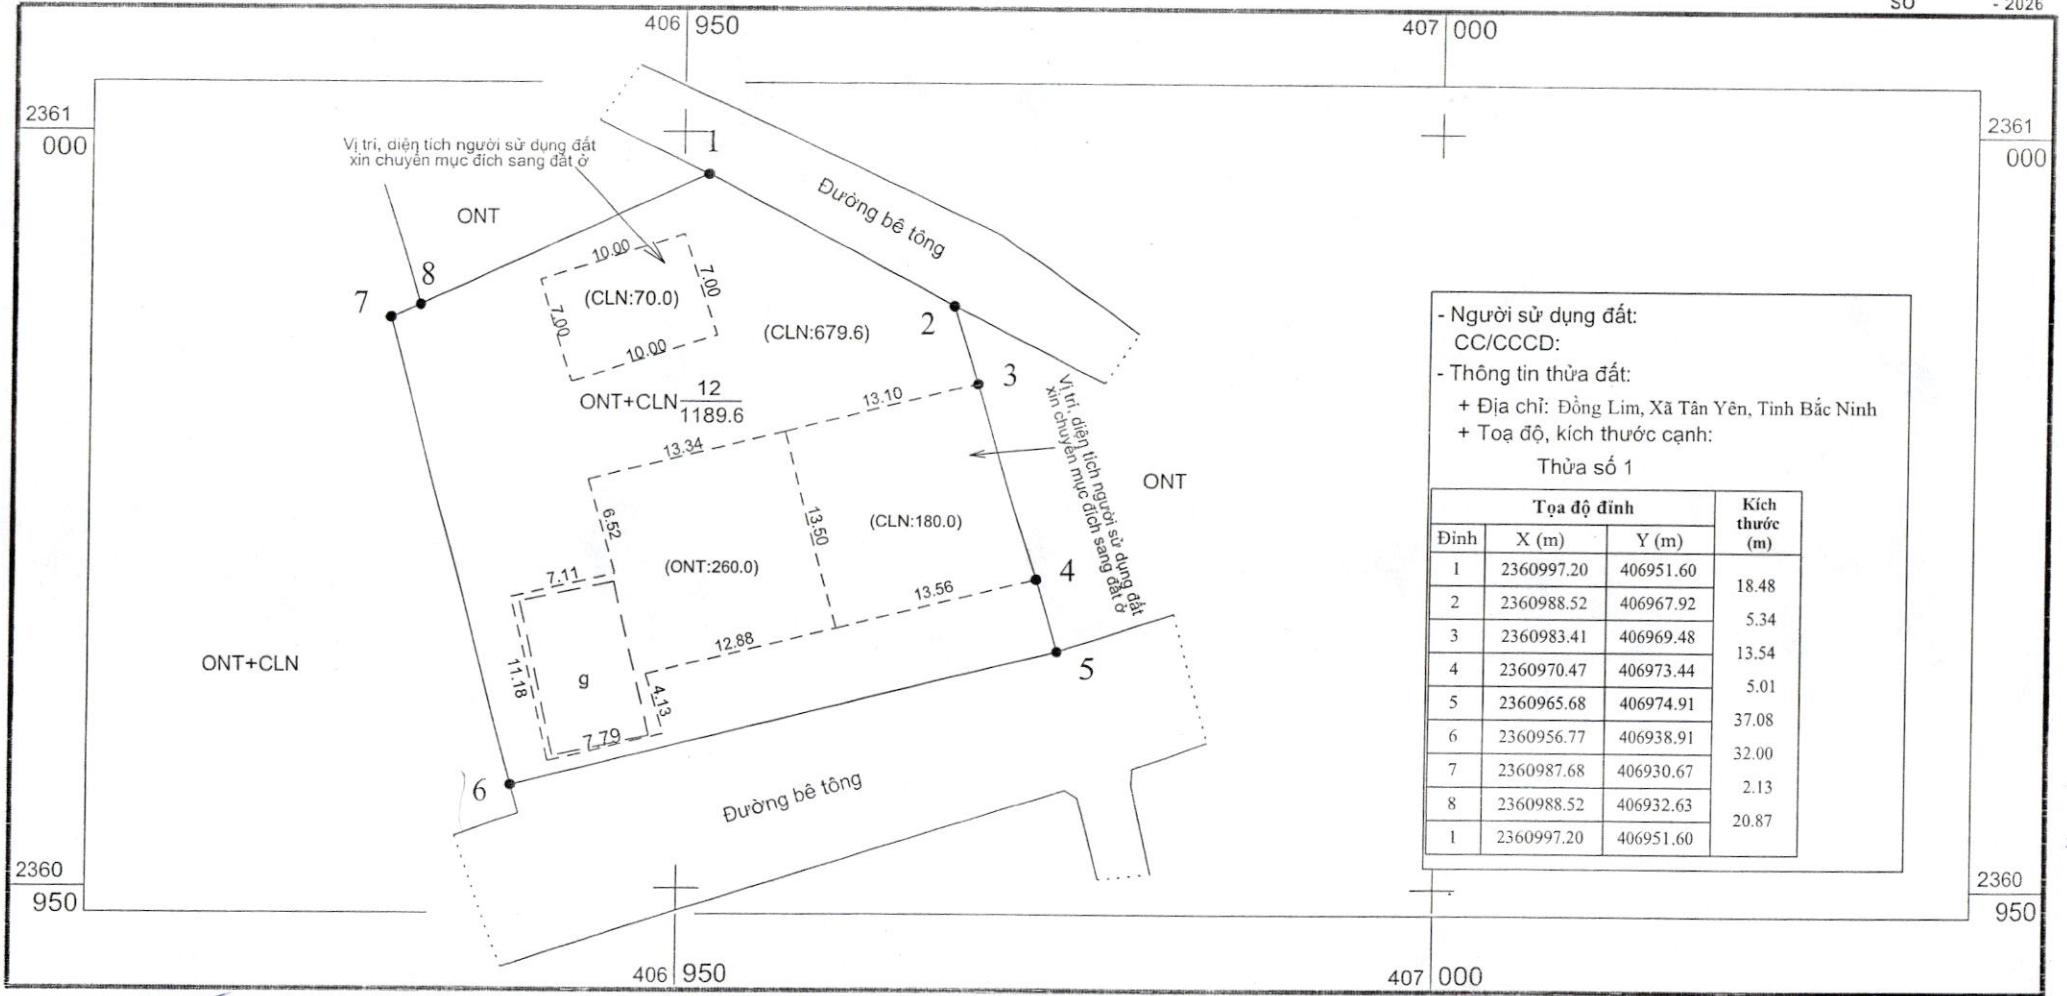 SỐ - 2026
406 950
407 000
2361
000
2361
000
Vị trí, diện tích người sử dụng đất
xin chuyển mục đích sang đất ở
1
Đường bê tông
ONT
8
7
10.00
7.00
(CLN:70.0)
7.00
10.00
(CLN:679.6)
2
3
ONT+CLN 12
1189.6
13.10
13.34
Vị trí, diện tích người sử dụng đất
xin chuyển mục đích sang đất ở
ONT
6.52
13.50
(CLN:180.0)
(ONT:260.0)
7.11
4
13.56
12.88
5
ONT+CLN
11.18
g
4.13
7.79
6
Đường bê tông
2360
950
2360
950
406 950
407 000
- Người sử dụng đất:
CC/CCCD:
- Thông tin thửa đất:
+ Địa chỉ: Đồng Lim, Xã Tân Yên, Tỉnh Bắc Ninh
+ Toạ độ, kích thước cạnh:
Thửa số 1
Tọa độ đỉnh Kích thước (m)
Đỉnh X (m) Y (m)
1 2360997.20 406951.60
18.48
2 2360988.52 406967.92
5.34
3 2360983.41 406969.48
13.54
4 2360970.47 406973.44
5.01
5 2360965.68 406974.91
37.08
6 2360956.77 406938.91
32.00
7 2360987.68 406930.67
2.13
8 2360988.52 406932.63
20.87
1 2360997.20 406951.60